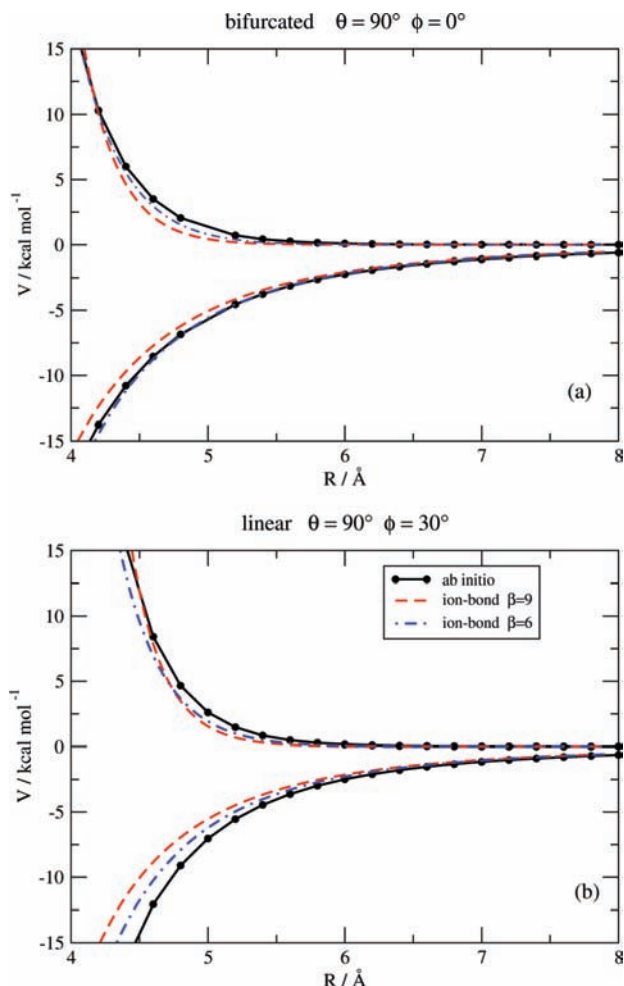 bifurcated θ = 90° ϕ = 0°
15
10
5
0
-5
-10
-15
V / kcal mol⁻¹
(a)
4 5 6 7 8
R / Å
linear θ = 90° ϕ = 30°
15
10
5
0
-5
-10
-15
V / kcal mol⁻¹
ab initio
ion-bond β=9
ion-bond β=6
(b)
4 5 6 7 8
R / Å